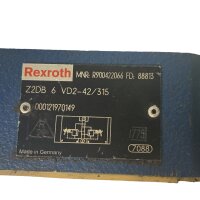 Rexroth MNR: R900422066 FD: 88813
Z2DB 6 VD2-42/315
000121970149
Made in Germany 7088